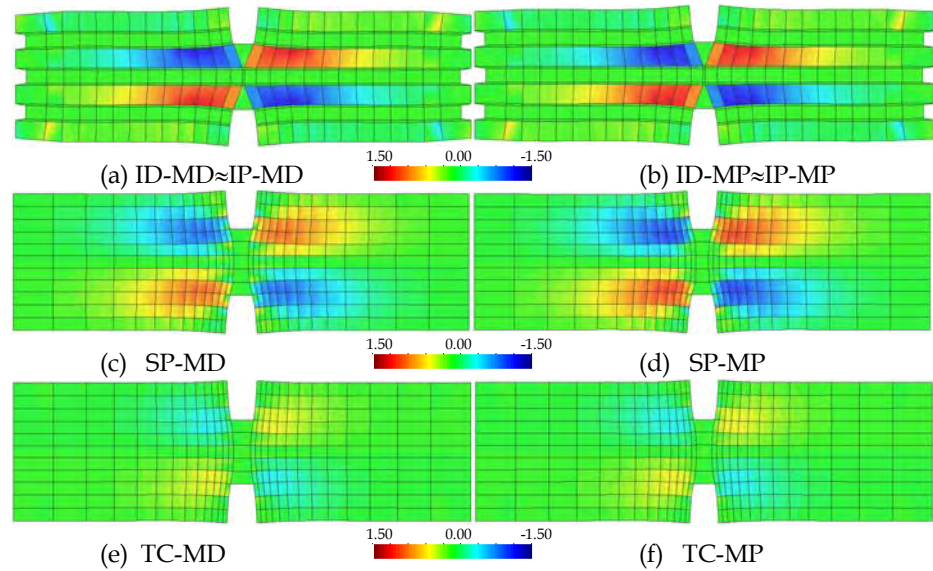 (a) ID-MD≈IP-MD 1.50 0.00 -1.50 (b) ID-MP≈IP-MP
(c) SP-MD 1.50 0.00 -1.50 (d) SP-MP
(e) TC-MD 1.50 0.00 -1.50 (f) TC-MP